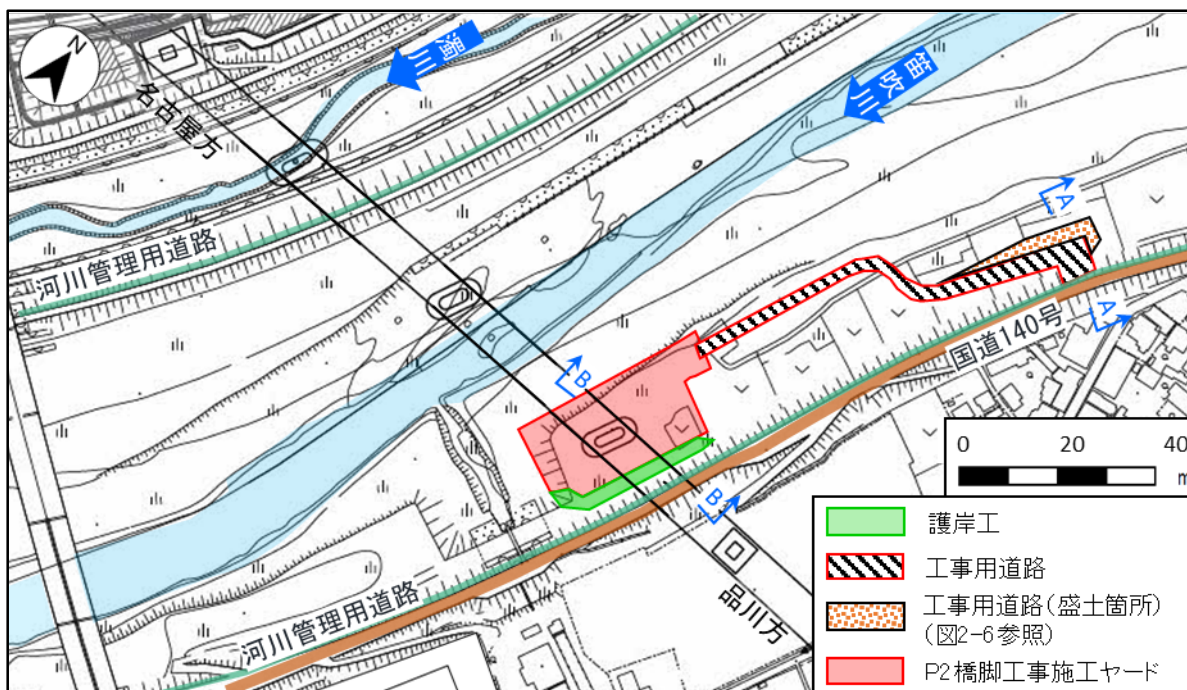 N
濁川
笛吹川
名古屋方
河川管理用道路
A
A
国道140号
B
B
0 20 40
m
品川方
河川管理用道路
護岸工
工事用道路
工事用道路(盛土箇所)
(図2-6参照)
P2橋脚工事施工ヤード